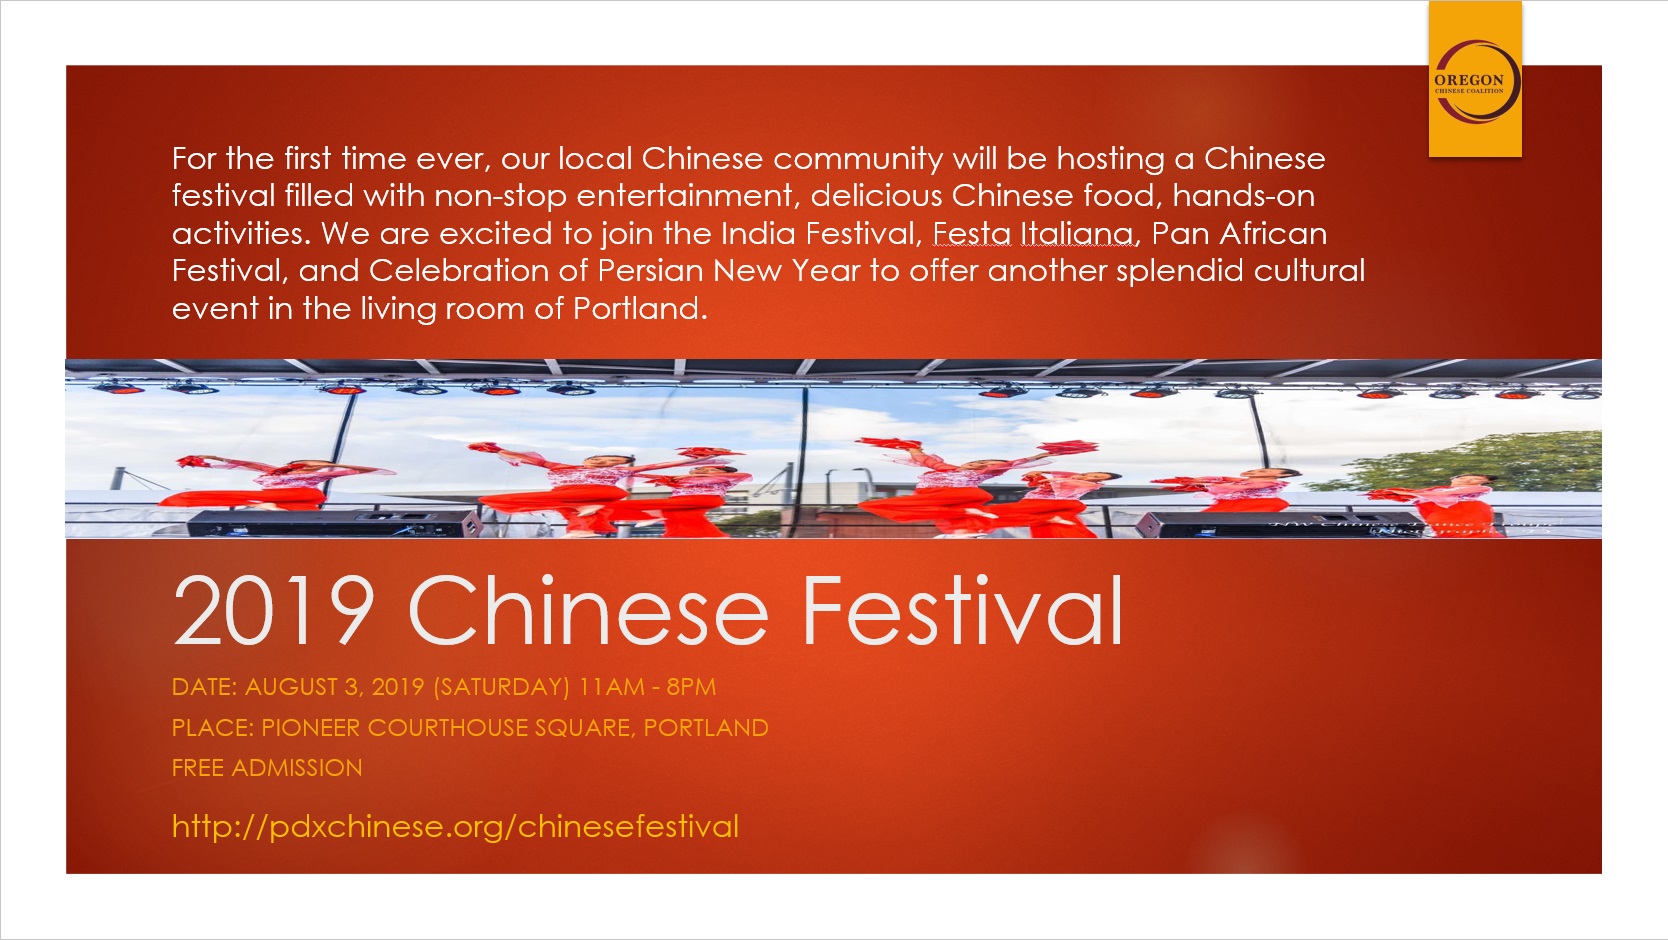 OREGON
CHINESE COALITION
For the first time ever, our local Chinese community will be hosting a Chinese
festival filled with non-stop entertainment, delicious Chinese food, hands-on
activities. We are excited to join the India Festival, Festa Italiana, Pan African
Festival, and Celebration of Persian New Year to offer another splendid cultural
event in the living room of Portland.
NW Chinese Dance Troupe
2019 Chinese Festival
DATE: AUGUST 3, 2019 (SATURDAY) 11AM - 8PM
PLACE: PIONEER COURTHOUSE SQUARE, PORTLAND
FREE ADMISSION
http://pdxchinese.org/chinesefestival